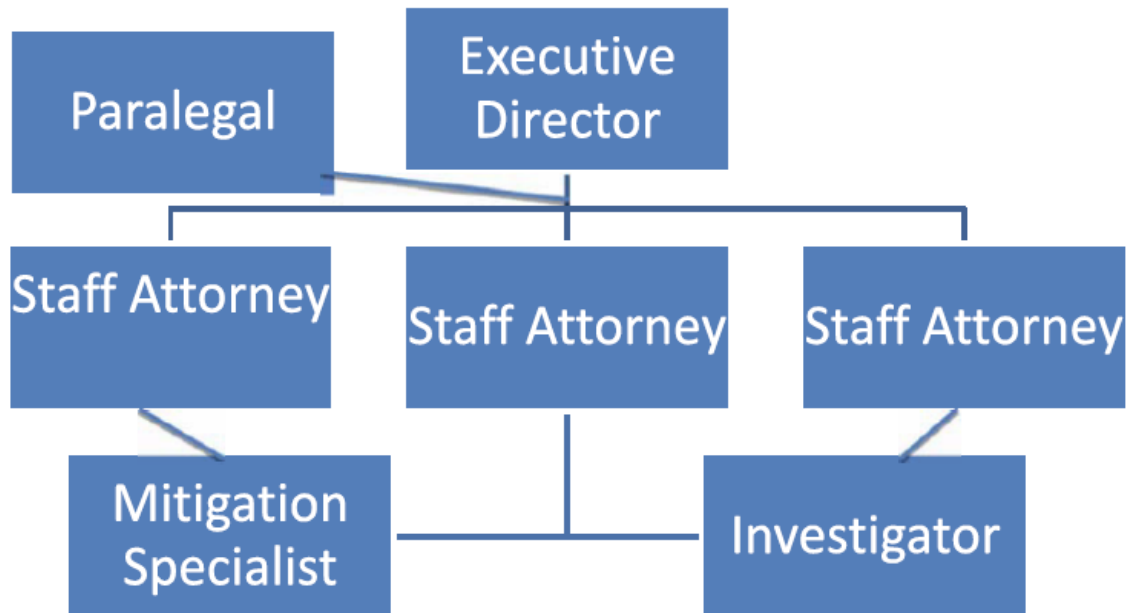 Paralegal
Executive
Director
Staff Attorney
Staff Attorney
Staff Attorney
Mitigation
Specialist
Investigator